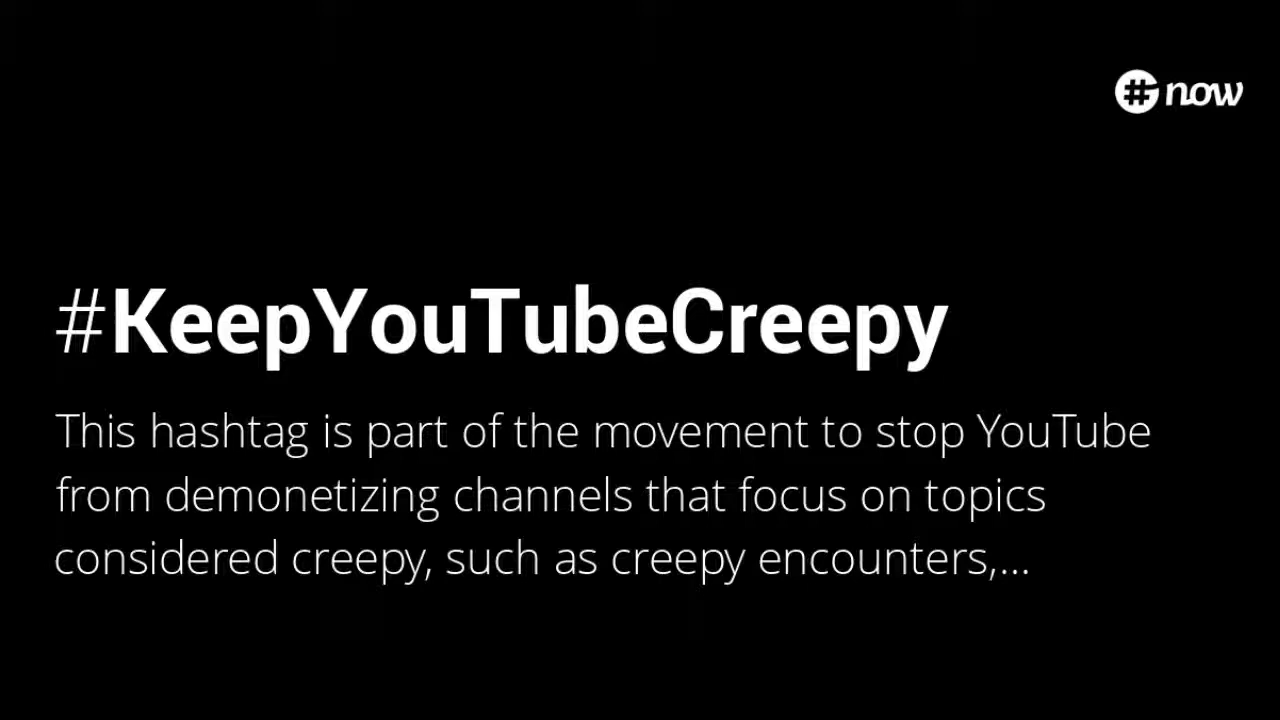 # now
#KeepYouTubeCreepy
This hashtag is part of the movement to stop YouTube
from demonetizing channels that focus on topics
considered creepy, such as creepy encounters,...